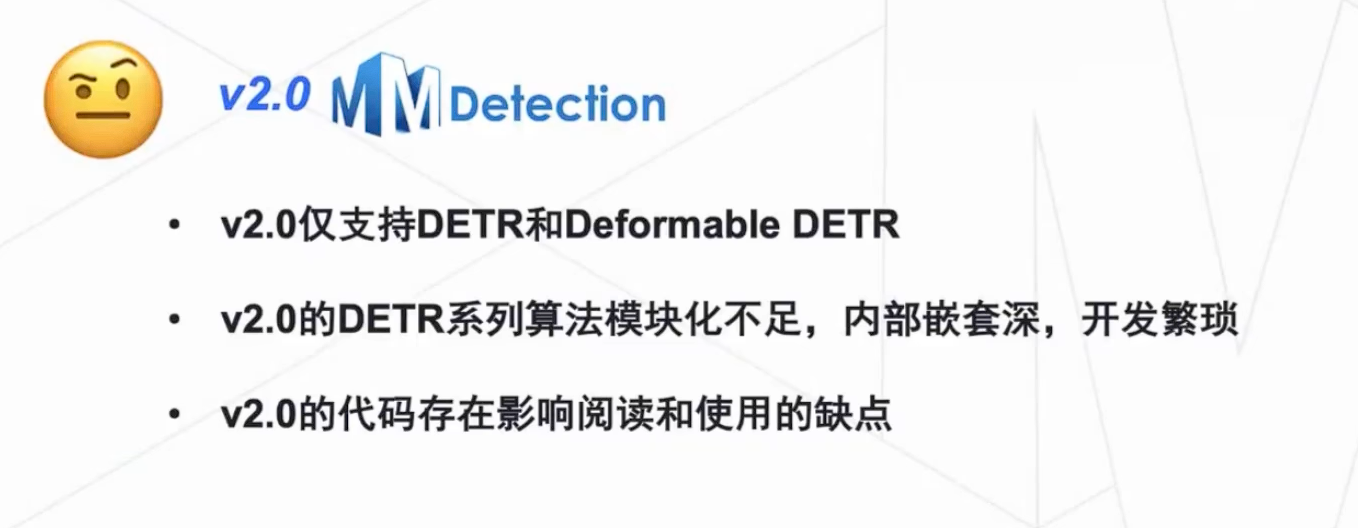 v2.0 MMDetection
• v2.0仅支持DETR和Deformable DETR
• v2.0的DETR系列算法模块化不足，内部嵌套深，开发繁琐
• v2.0的代码存在影响阅读和使用的缺点